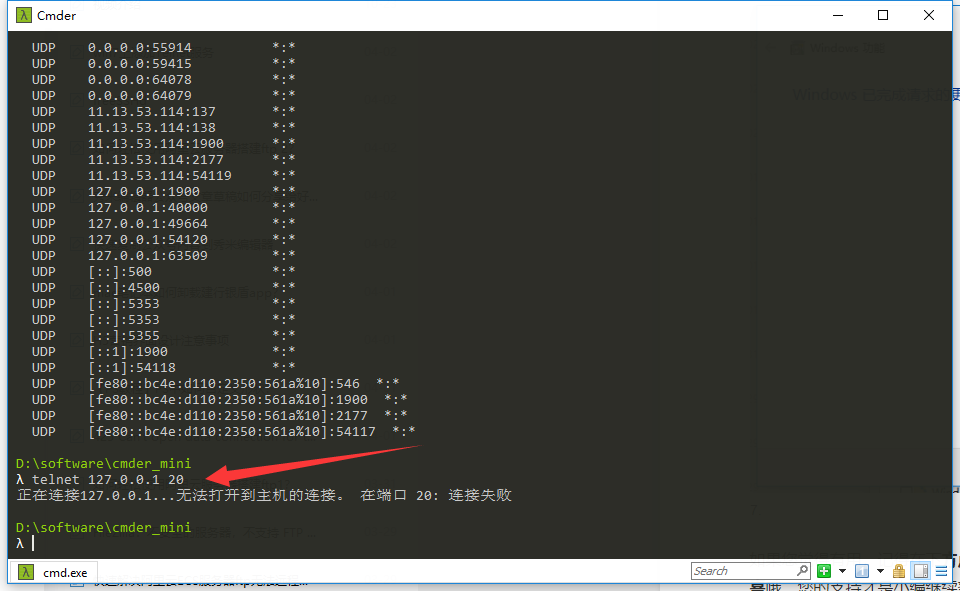 Cmder
UDP 0.0.0.0:55914 *:*
UDP 0.0.0.0:59415 *:*
UDP 0.0.0.0:64078 *:*
UDP 0.0.0.0:64079 *:*
UDP 11.13.53.114:137 *:*
UDP 11.13.53.114:138 *:*
UDP 11.13.53.114:1900 *:*
UDP 11.13.53.114:2177 *:*
UDP 11.13.53.114:54119 *:*
UDP 127.0.0.1:1900 *:*
UDP 127.0.0.1:40000 *:*
UDP 127.0.0.1:49664 *:*
UDP 127.0.0.1:54120 *:*
UDP 127.0.0.1:63509 *:*
UDP [::]:500 *:*
UDP [::]:4500 *:*
UDP [::]:5353 *:*
UDP [::]:5353 *:*
UDP [::]:5355 *:*
UDP [::1]:1900 *:*
UDP [::1]:54118 *:*
UDP [fe80::bc4e:d110:2350:561a%10]:546 *:*
UDP [fe80::bc4e:d110:2350:561a%10]:1900 *:*
UDP [fe80::bc4e:d110:2350:561a%10]:2177 *:*
UDP [fe80::bc4e:d110:2350:561a%10]:54117 *:*
D:\software\cmder_mini
λ telnet 127.0.0.1 20
正在连接127.0.0.1...无法打开到主机的连接。 在端口 20: 连接失败
D:\software\cmder_mini
λ
cmd.exe
Search